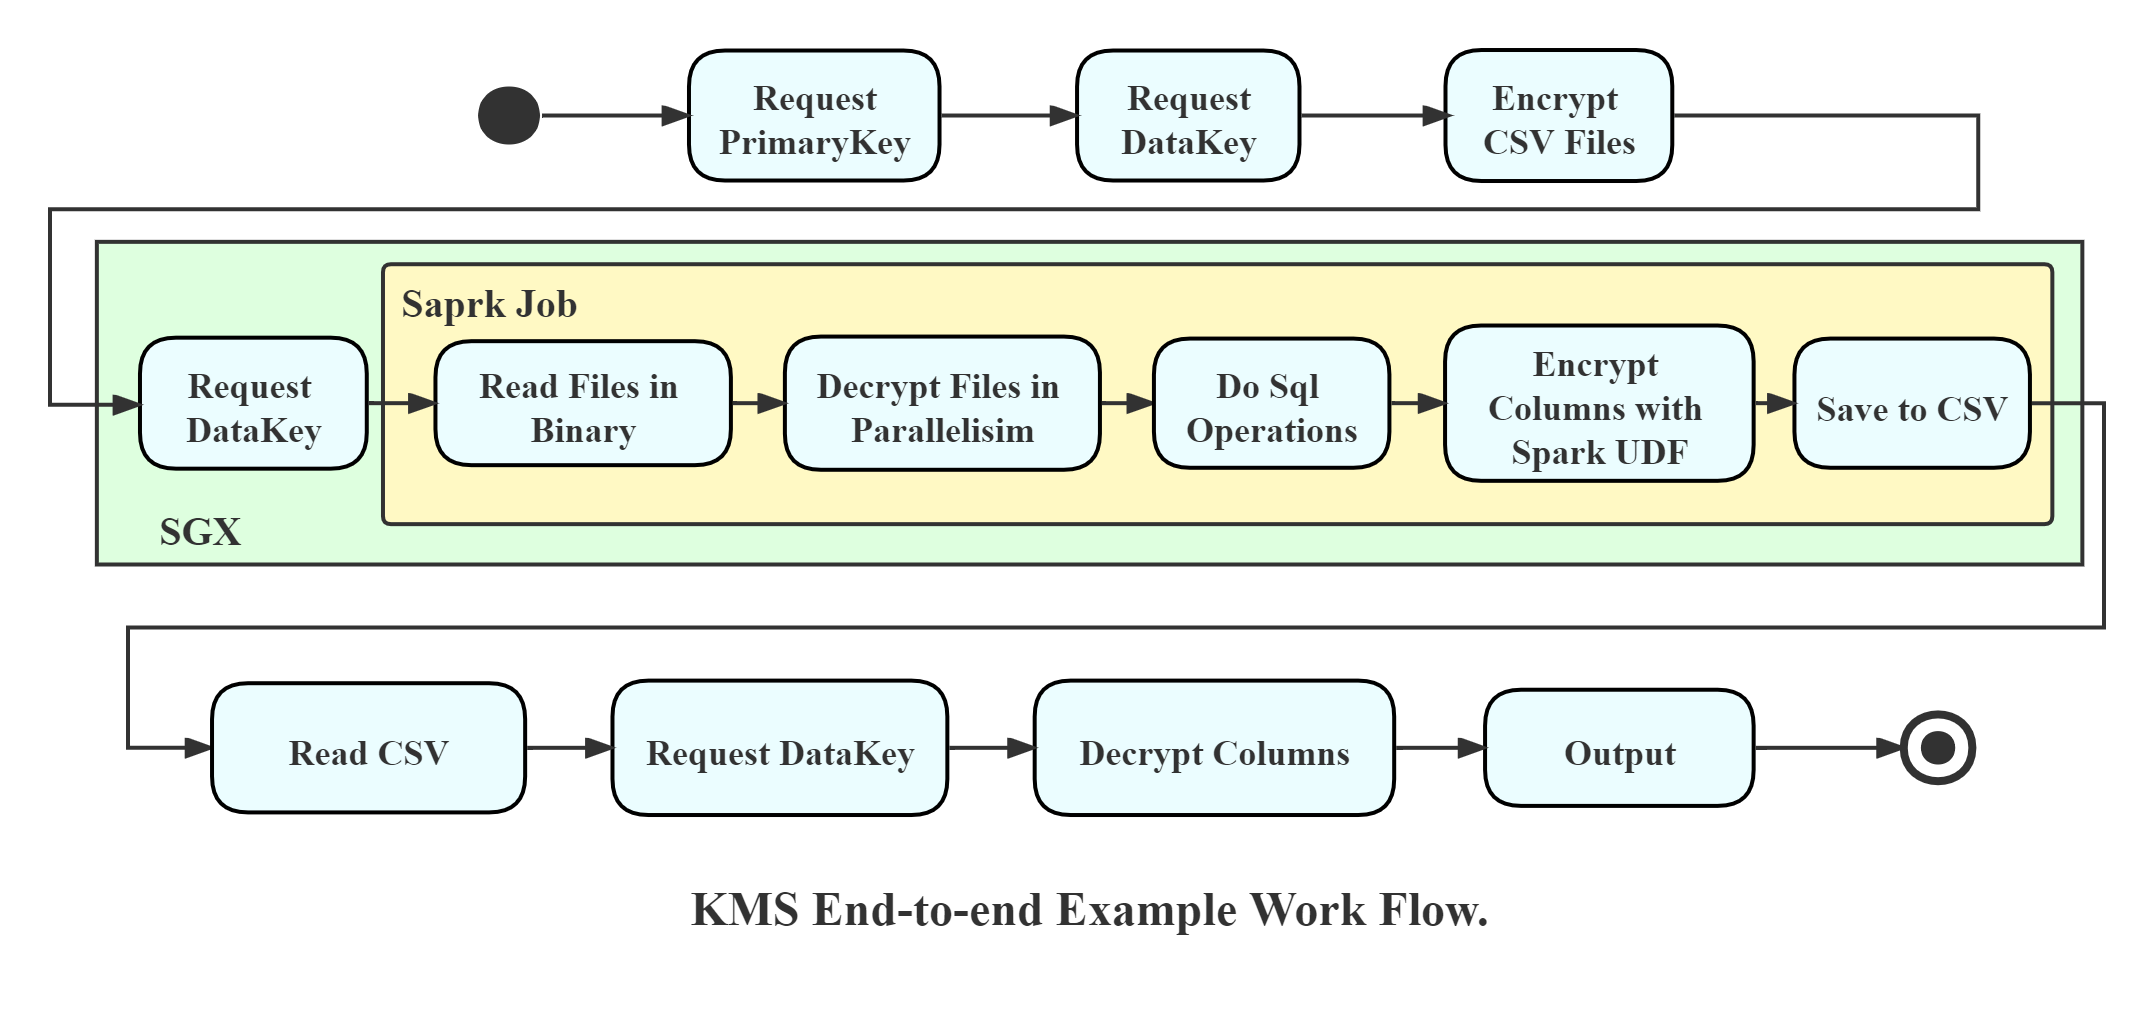 Request
PrimaryKey
Request
DataKey
Encrypt
CSV Files
Saprk Job
Request
DataKey
Read Files in
Binary
Decrypt Files in
Parallelisim
Do Sql
Operations
Encrypt
Columns with
Spark UDF
Save to CSV
SGX
Read CSV
Request DataKey
Decrypt Columns
Output
KMS End-to-end Example Work Flow.